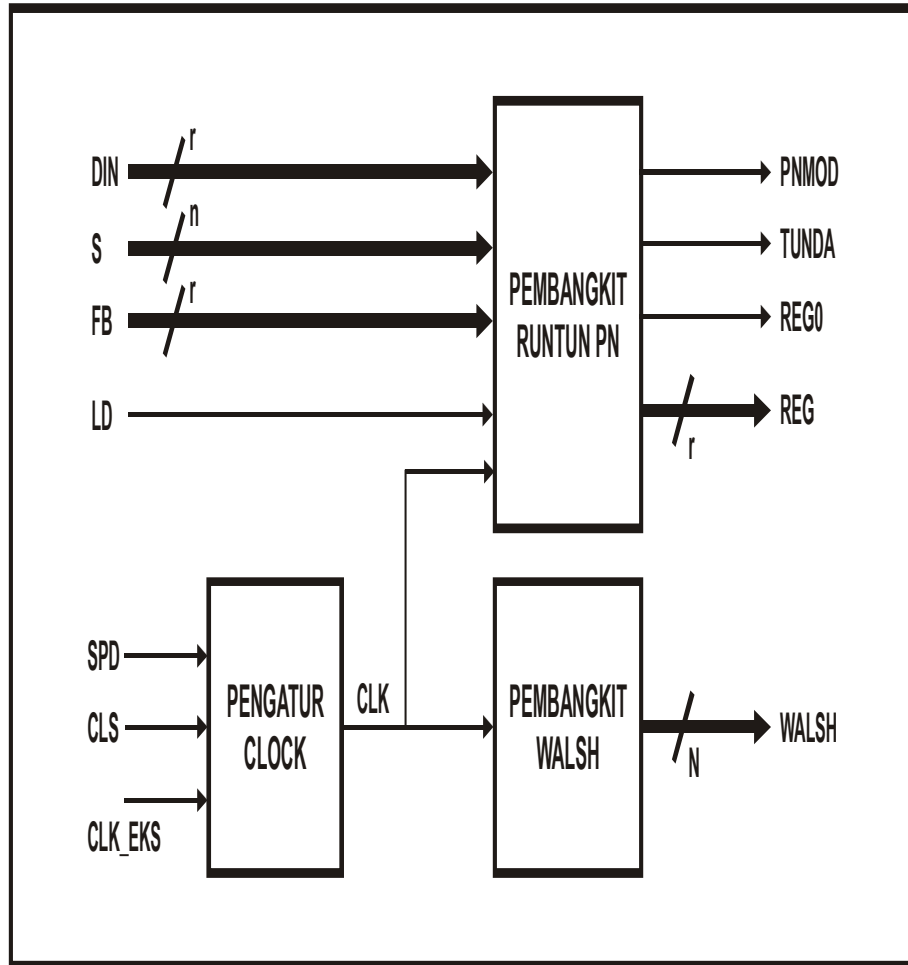 r
DIN
n
S
r
FB
LD
PEMBANGKIT
RUNTUN PN
PNMOD
TUNDA
REG0
REG
r
SPD
CLS
CLK_EKS
PENGATUR
CLOCK
CLK
PEMBANGKIT
WALSH
WALSH
N